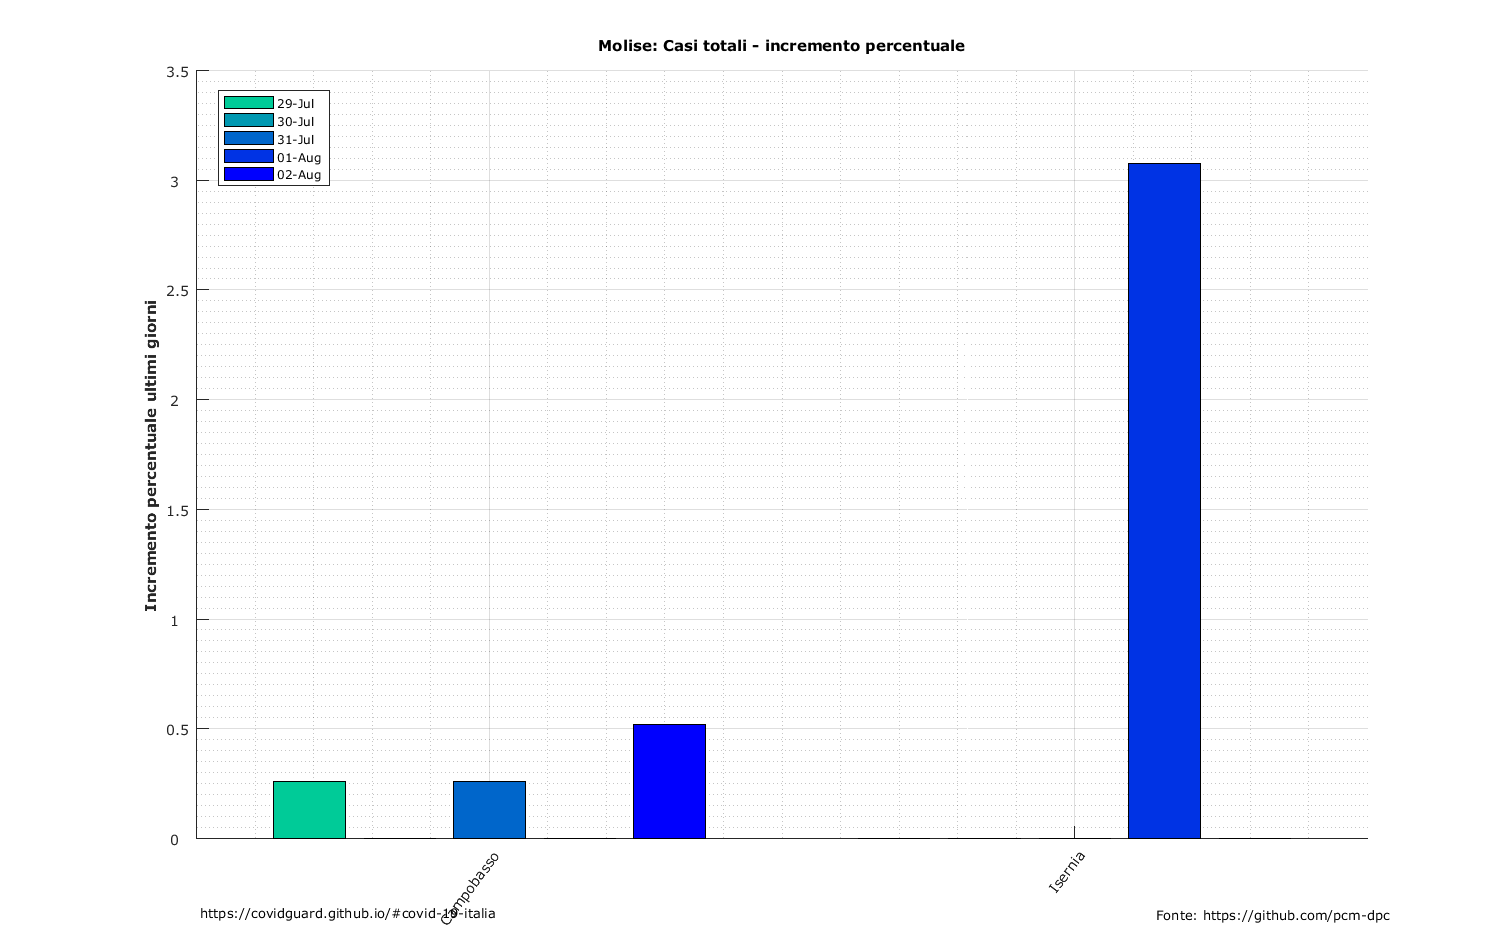 Molise: Casi totali - incremento percentuale
3.5
3
2.5
2
1.5
1
0.5
0
29-Jul
30-Jul
31-Jul
01-Aug
02-Aug
Incremento percentuale ultimi giorni
Campobasso
Isernia
https://covidguard.github.io/#covid-19-italia
Fonte: https://github.com/pcm-dpc